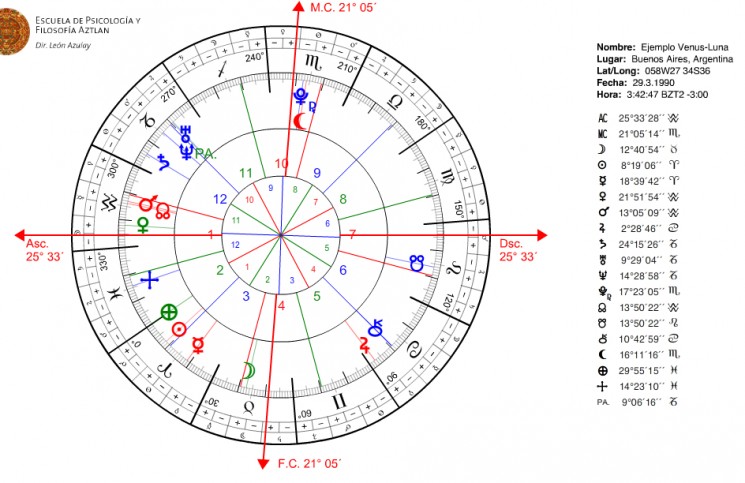 ESCUELA DE PSICOLOGÍA Y
FILOSOFÍA AZTLAN
Dir. León Azulay
M.C. 21° 05´
240°
210°
270°
180°
300°
150°
330°
120°
0°
30°
60°
PA.
10
11
9
12
8
1
7
2
6
3
5
4
9
8
10
7
11
6
12
5
1
4
2
3
Asc.
25° 33´
Dsc.
25° 33´
F.C. 21° 05´
Nombre: Ejemplo Venus-Luna
Lugar: Buenos Aires, Argentina
Lat/Long: 058W27 34S36
Fecha: 29.3.1990
Hora: 3:42:47 BZT2 -3:00
AC 25°33´28´´ ♒
MC 21°05´14´´ ♏
☽ 12°40´54´´ ♉
☉ 8°19´06´´ ♈
☿ 18°39´42´´ ♈
♀ 21°51´54´´ ♒
♂ 13°05´09´´ ♒
♃ 2°28´46´´ ♋
♄ 24°15´26´´ ♑
♅ 9°29´04´´ ♑
♆ 14°28´58´´ ♑
♇ 17°23´05´´ ♏
☊ 13°50´22´´ ♒
☋ 13°50´22´´ ♌
⚷ 10°42´59´´ ♋
⚸ 16°11´16´´ ♏
⊕ 29°55´15´´ ♓
14°23´10´´ ♓
PA. 9°06´16´´ ♑